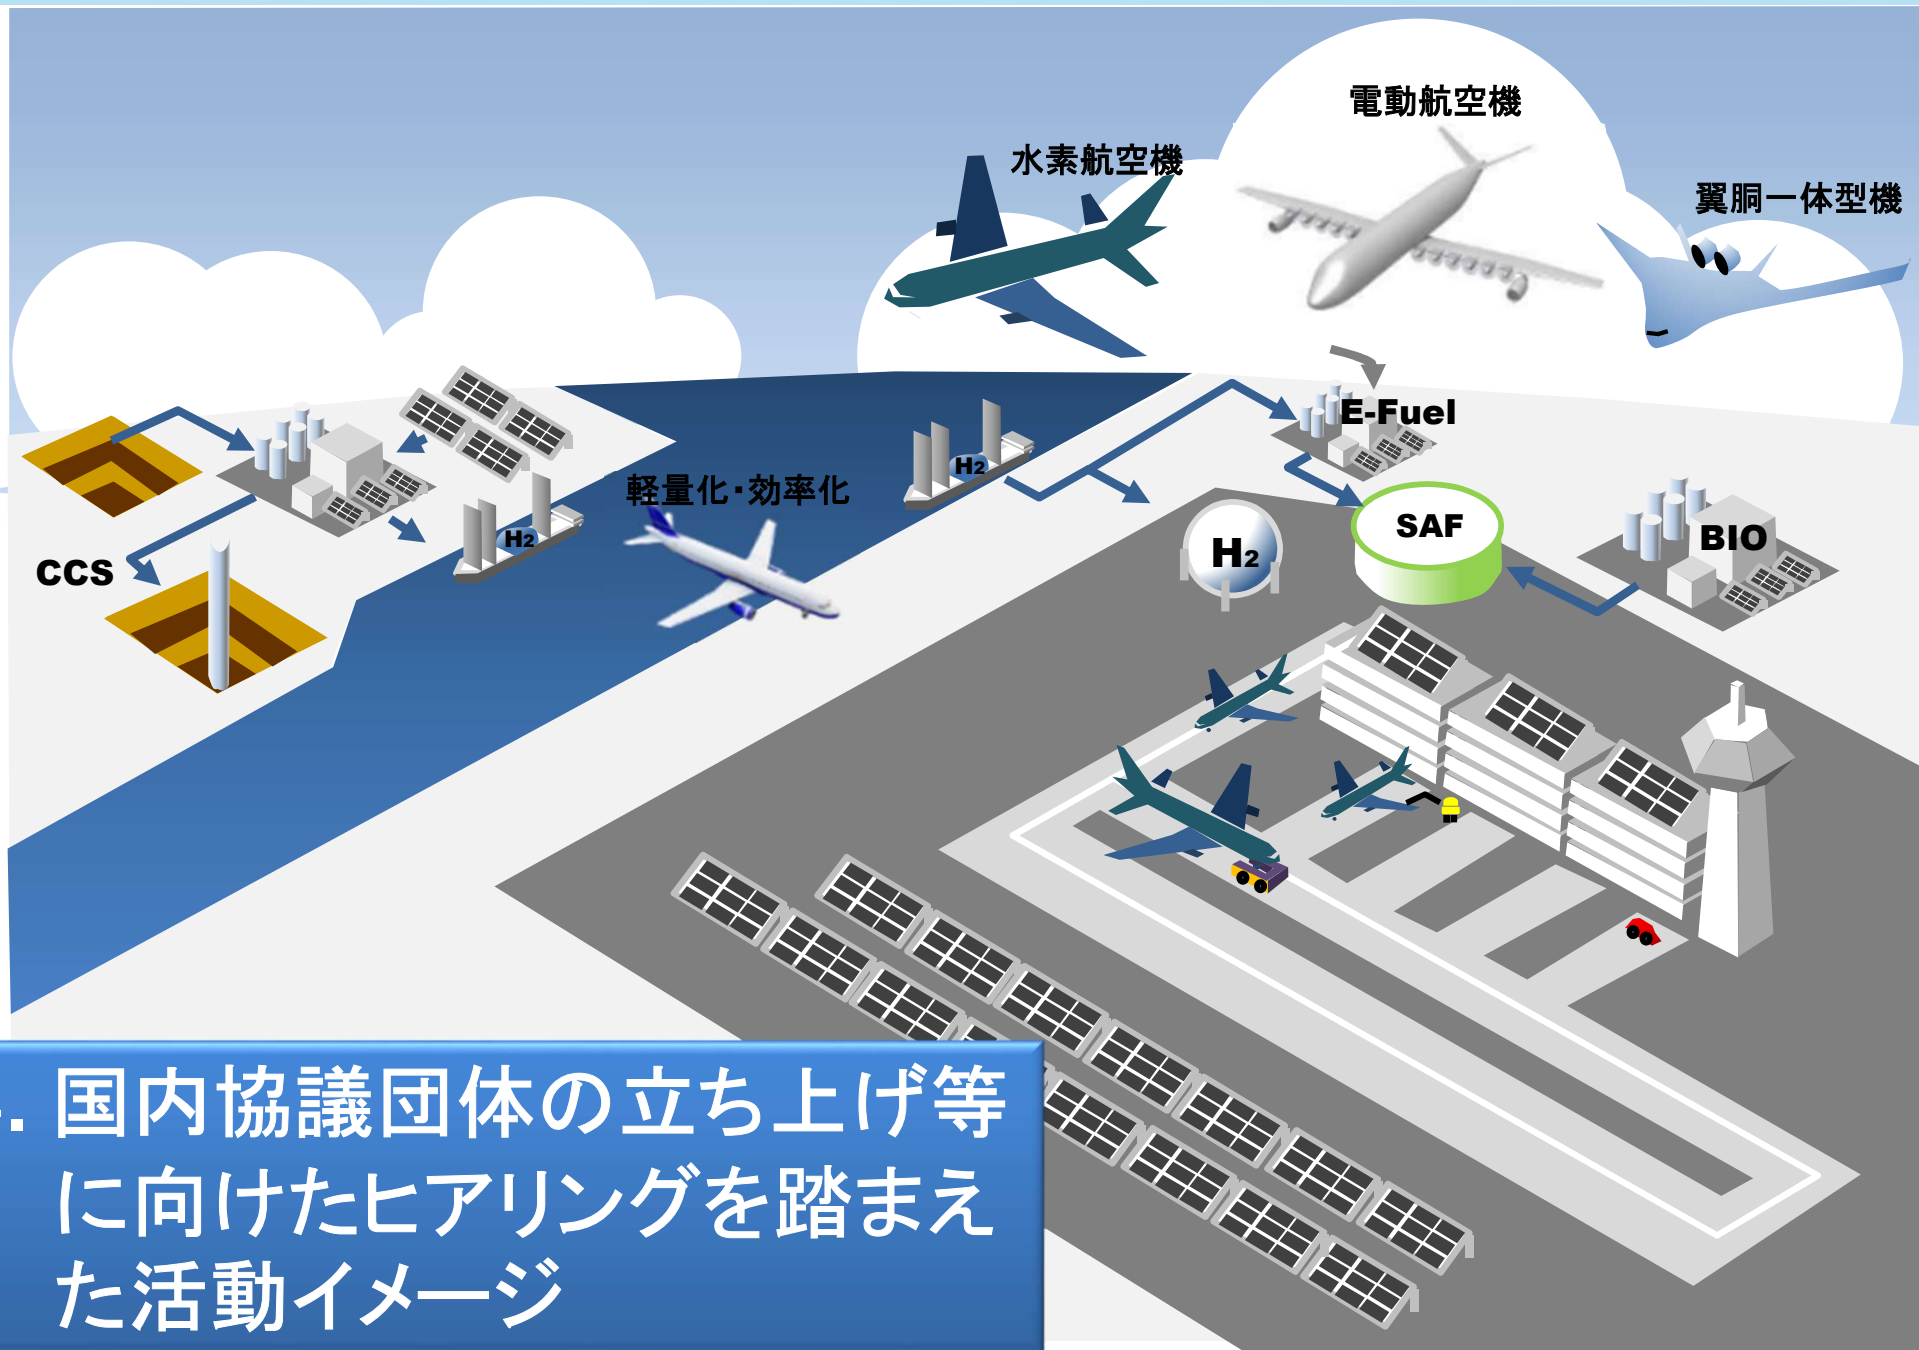 電動航空機
水素航空機
翼胴一体型機
E-Fuel
H2
軽量化・効率化
SAF
H2
H2
BIO
CCS
. 国内協議団体の立ち上げ等
に向けたヒアリングを踏まえ
た活動イメージ